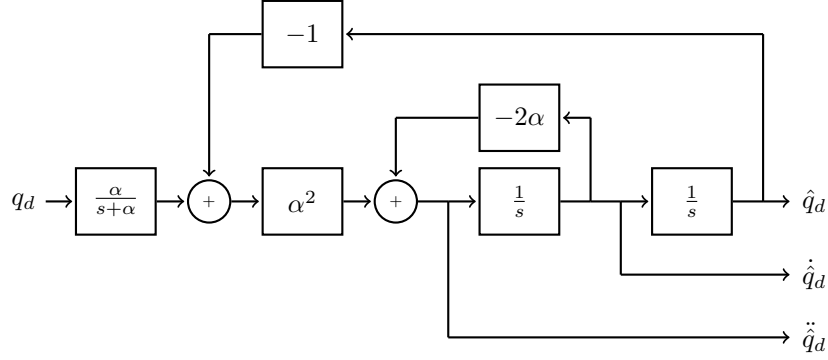 −1
−2α
q_d
α/(s+α)
+
α²
+
1/s
1/s
q̂_d
q̂̇_d
q̂̈_d